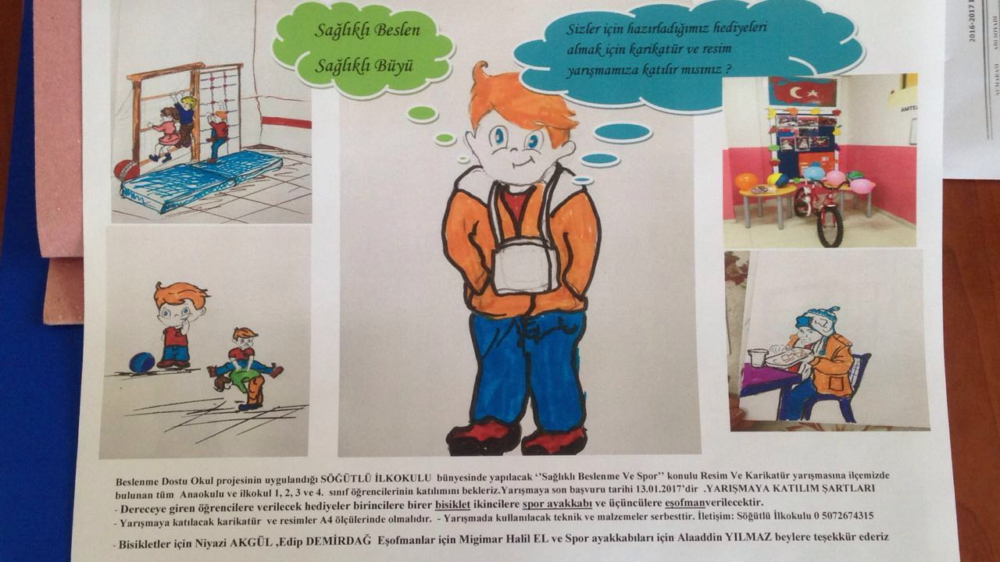 Sağlıklı Beslen
Sağlıklı Büyü
Sizler için hazırladığımız hediyeleri
almak için karikatür ve resim
yarışmamıza katılır mısınız ?
2016-2017
ADI SOYADI
Beslenme Dostu Okul projesinin uygulandığı SÖĞÜTLÜ İLKOKULU bünyesinde yapılacak ‘’Sağlıklı Beslenme Ve Spor’’ konulu Resim Ve Karikatür yarışmasına ilçemizde
bulunan tüm Anaokulu ve ilkokul 1, 2, 3 ve 4. sınıf öğrencilerinin katılımını bekleriz.Yarışmaya son başvuru tarihi 13.01.2017’dir .YARIŞMAYA KATILIM ŞARTLARI
- Dereceye giren öğrencilere verilecek hediyeler birincilere birer bisiklet ikincilere spor ayakkabı ve üçüncülere eşofmanverilecektir.
- Yarışmaya katılacak karikatür ve resimler A4 ölçülerinde olmalıdır. - Yarışmada kullanılacak teknik ve malzemeler serbesttir. İletişim: Söğütlü İlkokulu 0 5072674315
- Bisikletler için Niyazi AKGÜL ,Edip DEMİRDAĞ Eşofmanlar için Migimar Halil EL ve Spor ayakkabıları için Alaaddin YILMAZ beylere teşekkür ederiz